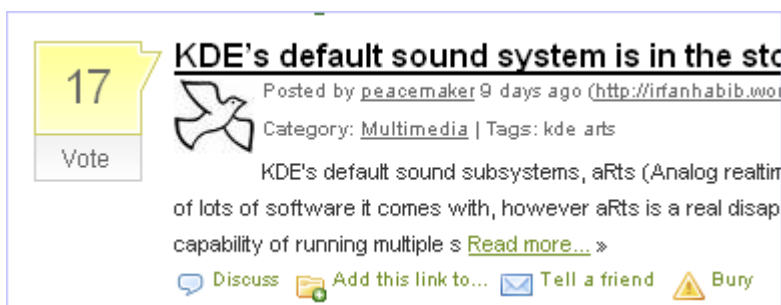 KDE's default sound system is in the sto
17
Posted by peacemaker 9 days ago (http://irfanhabib.wor
Category: Multimedia | Tags: kde arts
Vote
KDE's default sound subsystems, aRts (Analog realtim
of lots of software it comes with, however aRts is a real disap
capability of running multiple s Read more... »
Discuss Add this link to... Tell a friend Bury